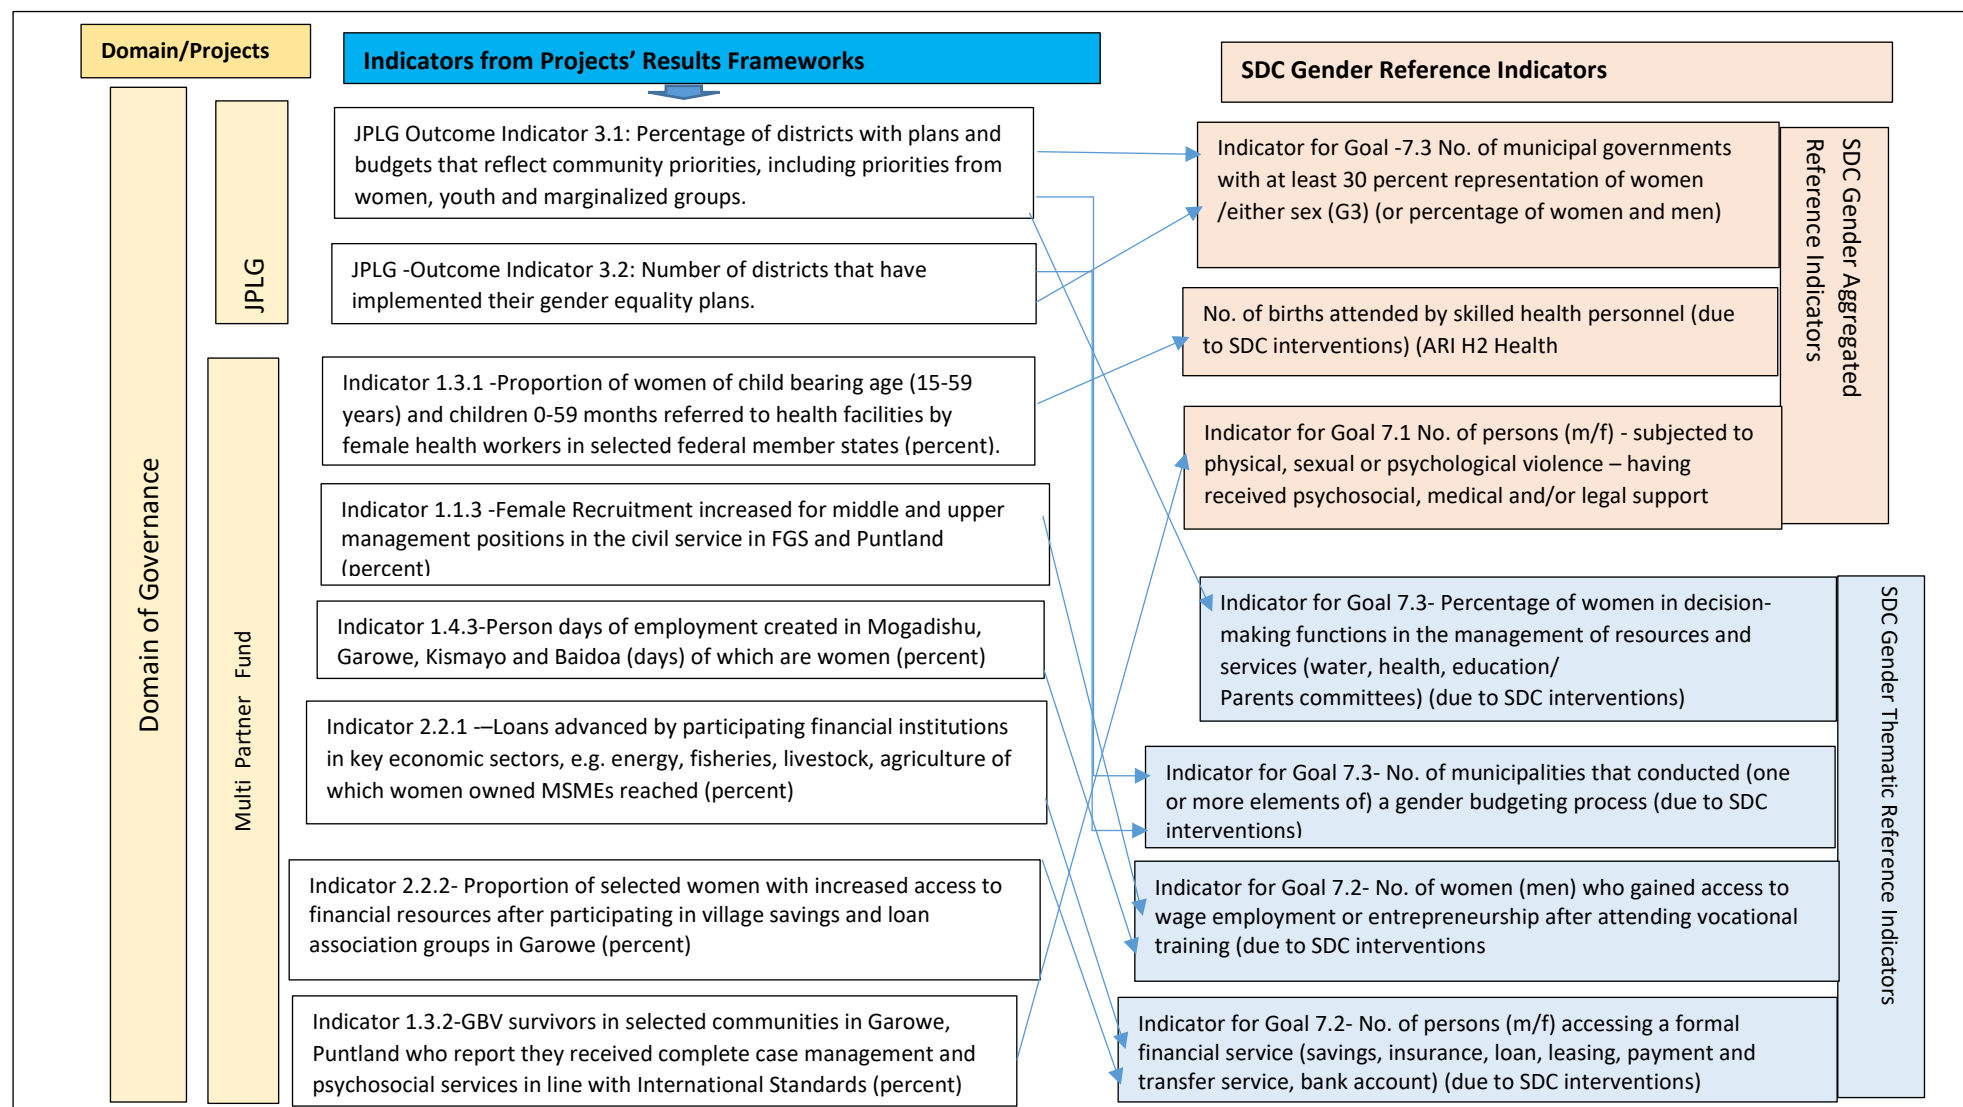 Domain/Projects
Indicators from Projects’ Results Frameworks
SDC Gender Reference Indicators
Domain of Governance
JPLG
Multi Partner Fund
JPLG Outcome Indicator 3.1: Percentage of districts with plans and
budgets that reflect community priorities, including priorities from
women, youth and marginalized groups.
JPLG -Outcome Indicator 3.2: Number of districts that have
implemented their gender equality plans.
Indicator 1.3.1 -Proportion of women of child bearing age (15-59
years) and children 0-59 months referred to health facilities by
female health workers in selected federal member states (percent).
Indicator 1.1.3 -Female Recruitment increased for middle and upper
management positions in the civil service in FGS and Puntland
(percent)
Indicator 1.4.3-Person days of employment created in Mogadishu,
Garowe, Kismayo and Baidoa (days) of which are women (percent)
Indicator 2.2.1 -–Loans advanced by participating financial institutions
in key economic sectors, e.g. energy, fisheries, livestock, agriculture of
which women owned MSMEs reached (percent)
Indicator 2.2.2- Proportion of selected women with increased access to
financial resources after participating in village savings and loan
association groups in Garowe (percent)
Indicator 1.3.2-GBV survivors in selected communities in Garowe,
Puntland who report they received complete case management and
psychosocial services in line with International Standards (percent)
Indicator for Goal -7.3 No. of municipal governments
with at least 30 percent representation of women
/either sex (G3) (or percentage of women and men)
No. of births attended by skilled health personnel (due
to SDC interventions) (ARI H2 Health
Indicator for Goal 7.1 No. of persons (m/f) - subjected to
physical, sexual or psychological violence – having
received psychosocial, medical and/or legal support
SDC Gender Aggregated
Reference Indicators
Indicator for Goal 7.3- Percentage of women in decision-
making functions in the management of resources and
services (water, health, education/
Parents committees) (due to SDC interventions)
Indicator for Goal 7.3- No. of municipalities that conducted (one
or more elements of) a gender budgeting process (due to SDC
interventions)
Indicator for Goal 7.2- No. of women (men) who gained access to
wage employment or entrepreneurship after attending vocational
training (due to SDC interventions
Indicator for Goal 7.2- No. of persons (m/f) accessing a formal
financial service (savings, insurance, loan, leasing, payment and
transfer service, bank account) (due to SDC interventions)
SDC Gender Thematic Reference Indicators